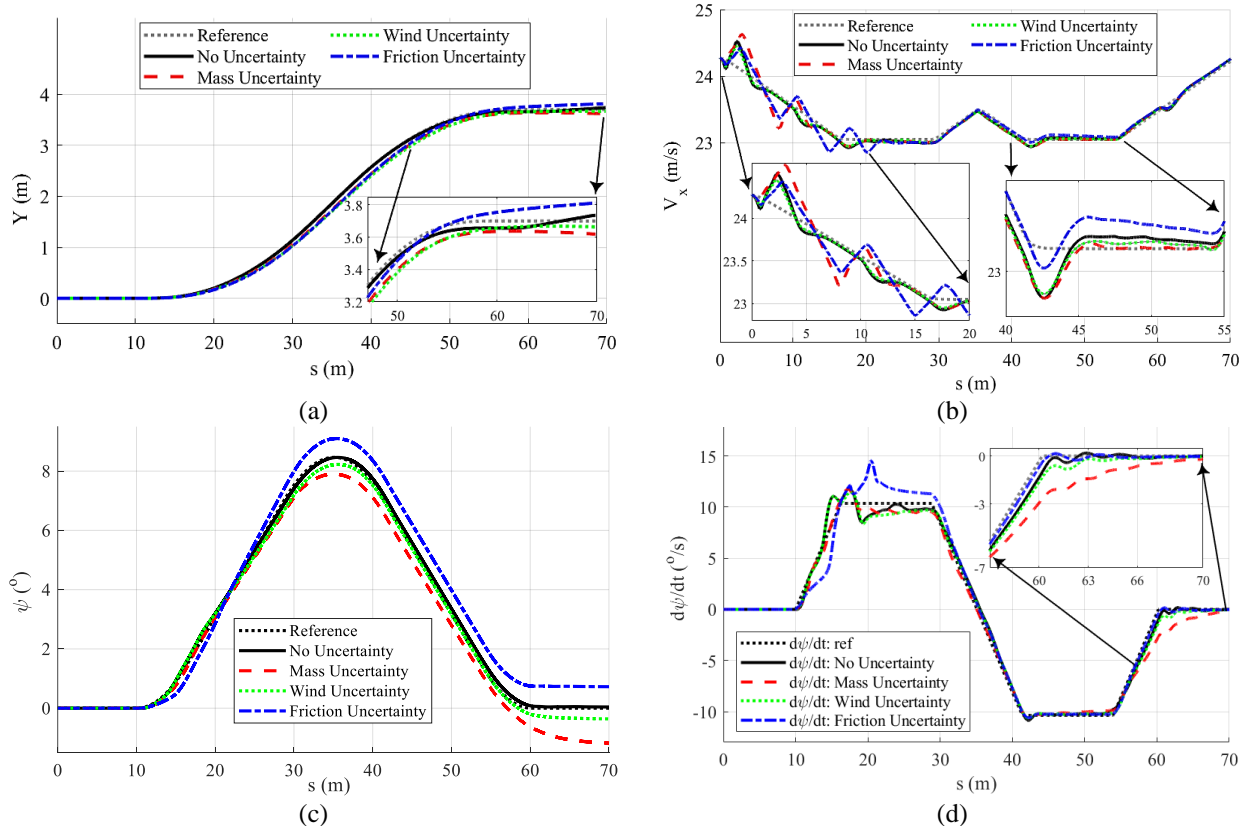 Reference
Wind Uncertainty
No Uncertainty
Friction Uncertainty
Mass Uncertainty
4
3
2
1
0
Y (m)
3.8
3.6
3.4
3.2
50
60
70
0
10
20
30
40
50
60
70
s (m)
(a)
Reference
Wind Uncertainty
No Uncertainty
Friction Uncertainty
Mass Uncertainty
25
24
23
V_x (m/s)
24
23.5
23
0
5
10
15
20
23
40
45
50
55
0
10
20
30
40
50
60
70
s (m)
(b)
8
6
4
2
0
ψ (°)
Reference
No Uncertainty
Mass Uncertainty
Wind Uncertainty
Friction Uncertainty
0
10
20
30
40
50
60
70
s (m)
(c)
15
10
5
0
-5
-10
dψ/dt (°/s)
0
-3
-7
60
63
66
70
dψ/dt: ref
dψ/dt: No Uncertainty
dψ/dt: Mass Uncertainty
dψ/dt: Wind Uncertainty
dψ/dt: Friction Uncertainty
0
10
20
30
40
50
60
70
s (m)
(d)